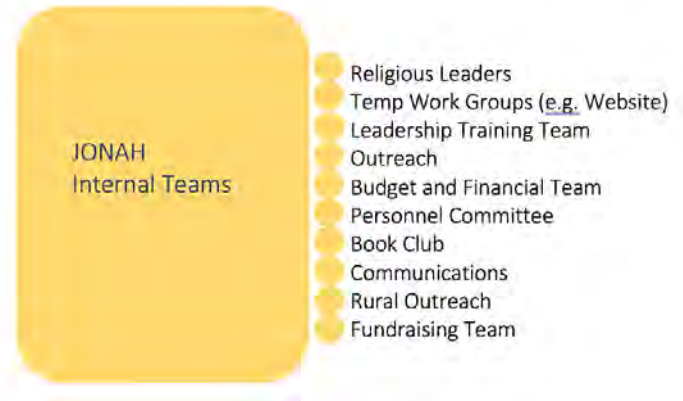 JONAH
Internal Teams
Religious Leaders
Temp Work Groups (e.g. Website)
Leadership Training Team
Outreach
Budget and Financial Team
Personnel Committee
Book Club
Communications
Rural Outreach
Fundraising Team